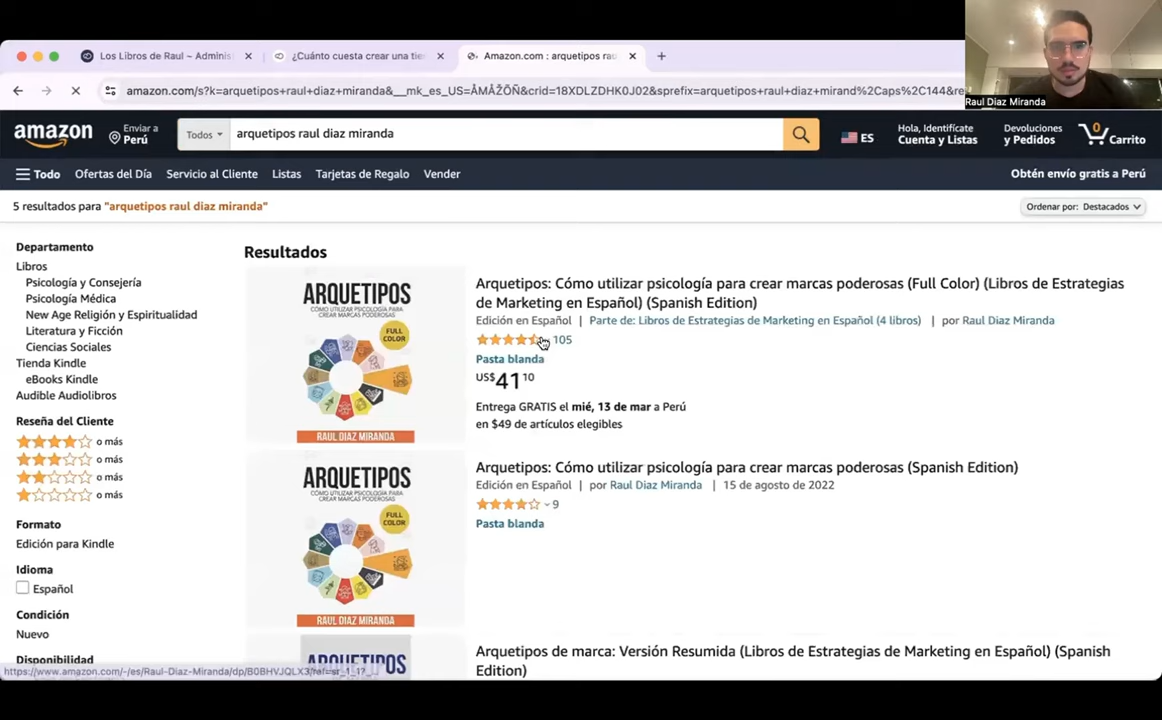 Los Libros de Raul ~ Adminis
¿Cuánto cuesta crear una tie
Amazon.com : arquetipos rau
amazon.com/s?k=arquetipos+raul+diaz+miranda&__mk_es_US=ÅMÅŽÕÑ&crid=18XDLZDHK0J02&sprefix=arquetipos+raul+diaz+mirand%2Caps%2C144&re
Raul Diaz Miranda
amazon
Enviar a
Perú
Todos
arquetipos raul diaz miranda
ES
Hola, Identifícate
Cuenta y Listas
Devoluciones
y Pedidos
0
Carrito
Todo
Ofertas del Día
Servicio al Cliente
Listas
Tarjetas de Regalo
Vender
Obtén envío gratis a Perú
5 resultados para "arquetipos raul diaz miranda"
Ordenar por: Destacados
Departamento
Libros
Psicología y Consejería
Psicología Médica
New Age Religión y Espiritualidad
Literatura y Ficción
Ciencias Sociales
Tienda Kindle
eBooks Kindle
Audible Audiolibros
Reseña del Cliente
o más
o más
o más
o más
Formato
Edición para Kindle
Idioma
Español
Condición
Nuevo
Disponibilidad
Resultados
ARQUETIPOS
CÓMO UTILIZAR PSICOLOGÍA PARA
CREAR MARCAS PODEROSAS
FULL
COLOR
RAUL DIAZ MIRANDA
Arquetipos: Cómo utilizar psicología para crear marcas poderosas (Full Color) (Libros de Estrategias
de Marketing en Español) (Spanish Edition)
Edición en Español | Parte de: Libros de Estrategias de Marketing en Español (4 libros) | por Raul Diaz Miranda
105
Pasta blanda
US$41 10
Entrega GRATIS el mié, 13 de mar a Perú
en $49 de artículos elegibles
ARQUETIPOS
CÓMO UTILIZAR PSICOLOGÍA PARA
CREAR MARCAS PODEROSAS
FULL
COLOR
RAUL DIAZ MIRANDA
Arquetipos: Cómo utilizar psicología para crear marcas poderosas (Spanish Edition)
Edición en Español | por Raul Diaz Miranda | 15 de agosto de 2022
9
Pasta blanda
ARQUETIPOS
Arquetipos de marca: Versión Resumida (Libros de Estrategias de Marketing en Español) (Spanish
Edition)